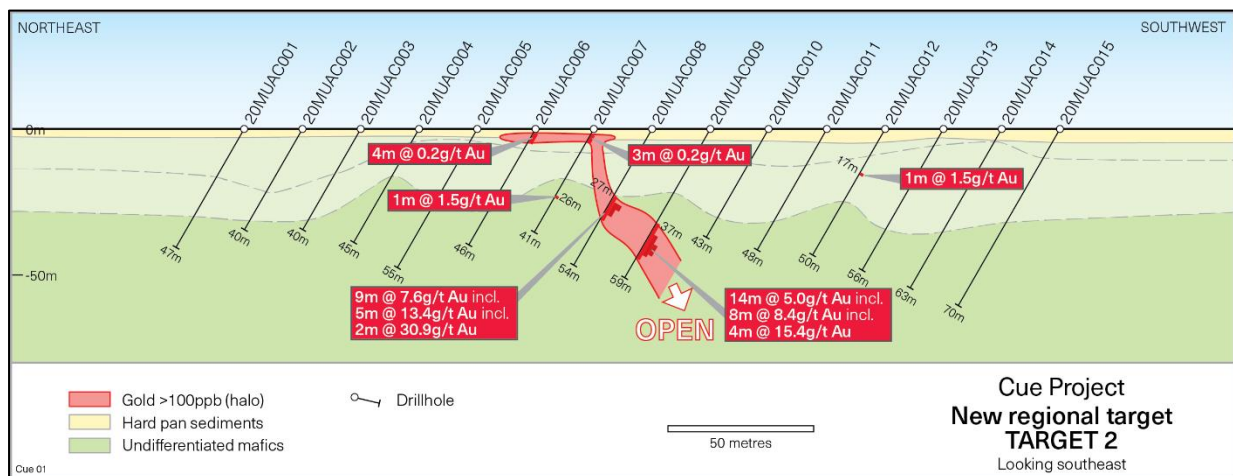 NORTHEAST
SOUTHWEST
20MUAC001
20MUAC002
20MUAC003
20MUAC004
20MUAC005
20MUAC006
20MUAC007
20MUAC008
20MUAC009
20MUAC010
20MUAC011
20MUAC012
20MUAC013
20MUAC014
20MUAC015
0m
4m @ 0.2g/t Au
3m @ 0.2g/t Au
17m
1m @ 1.5g/t Au
27m
1m @ 1.5g/t Au
26m
37m
47m
40m
40m
45m
55m
46m
41m
54m
59m
43m
48m
50m
56m
63m
70m
-50m
9m @ 7.6g/t Au incl.
5m @ 13.4g/t Au incl.
2m @ 30.9g/t Au
14m @ 5.0g/t Au incl.
8m @ 8.4g/t Au incl.
4m @ 15.4g/t Au
OPEN
Gold >100ppb (halo)
Hard pan sediments
Undifferentiated mafics
Drillhole
50 metres
Cue Project
New regional target
TARGET 2
Looking southeast
Cue 01